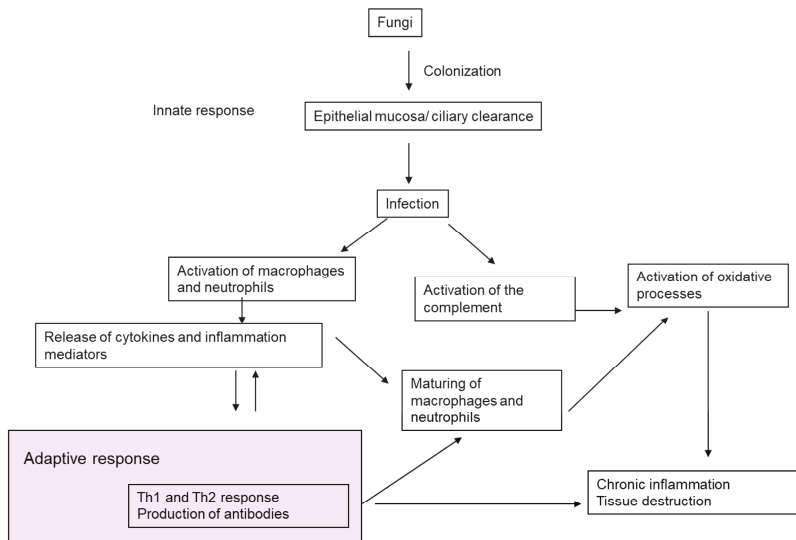 Fungi
Colonization
Innate response
Epithelial mucosa/ ciliary clearance
Infection
Activation of macrophages
and neutrophils
Activation of the
complement
Activation of oxidative
processes
Release of cytokines and inflammation
mediators
Maturing of
macrophages and
neutrophils
Adaptive response
Th1 and Th2 response
Production of antibodies
Chronic inflammation
Tissue destruction